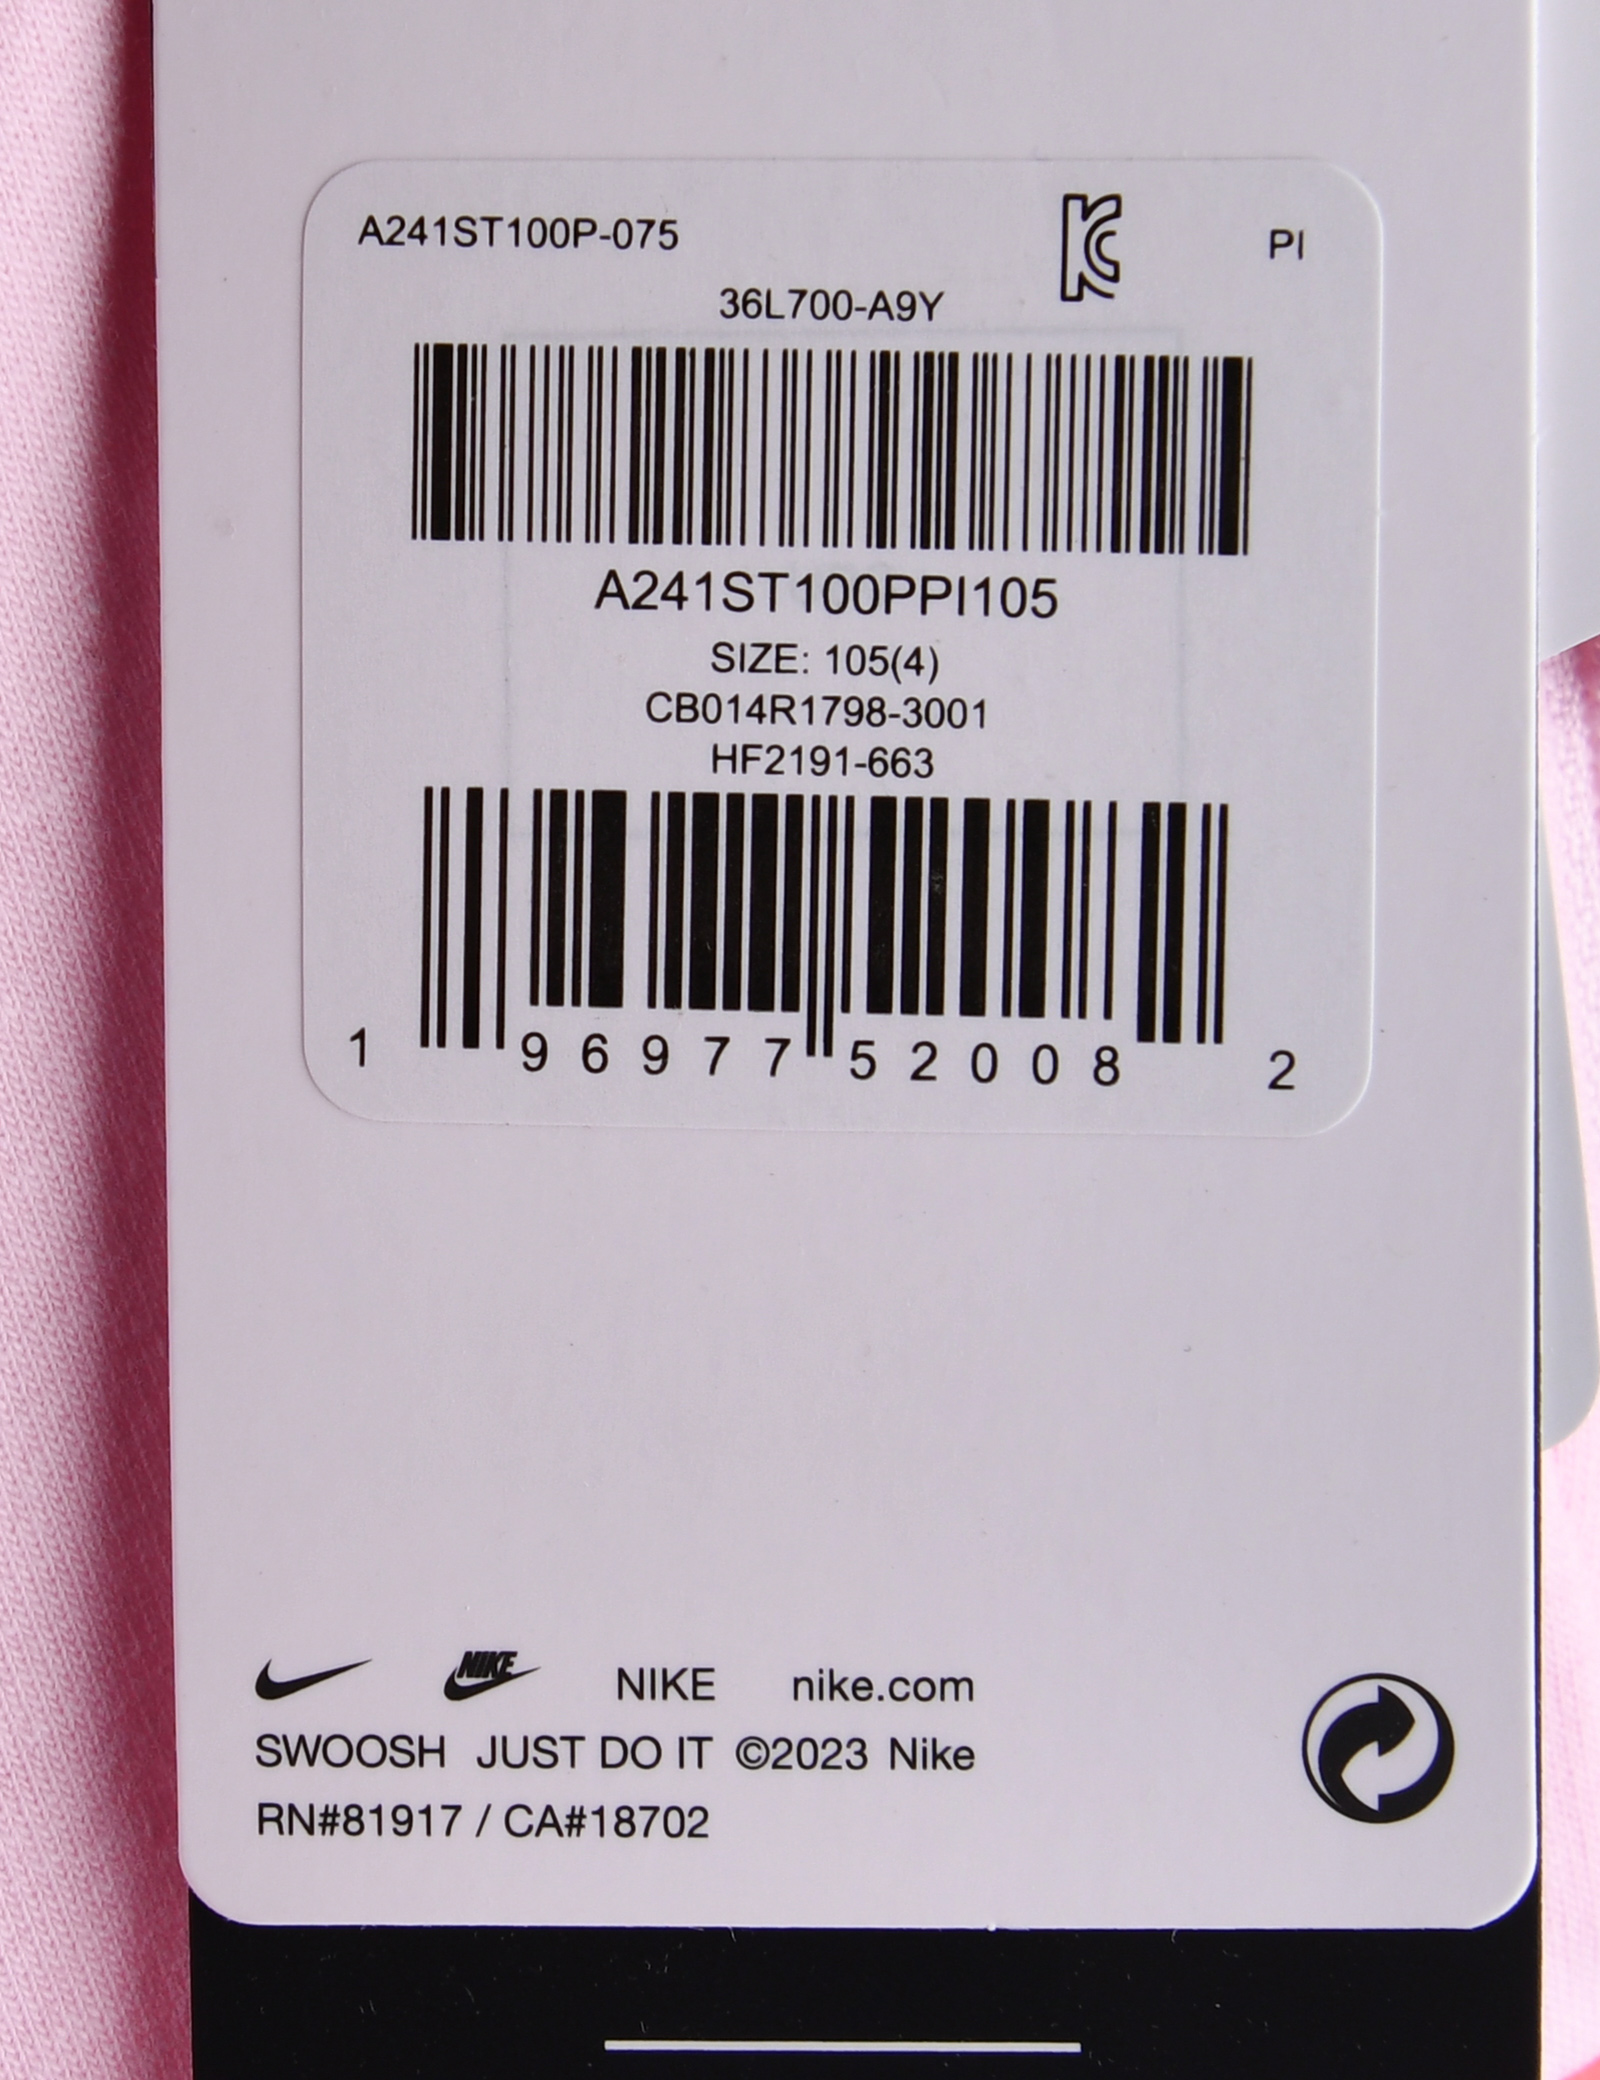 A241ST100P-075
PI
36L700-A9Y
A241ST100PPI105
SIZE: 105(4)
CB014R1798-3001
HF2191-663
1 96977 52008 2
NIKE NIKE nike.com
SWOOSH JUST DO IT ©2023 Nike
RN#81917 / CA#18702